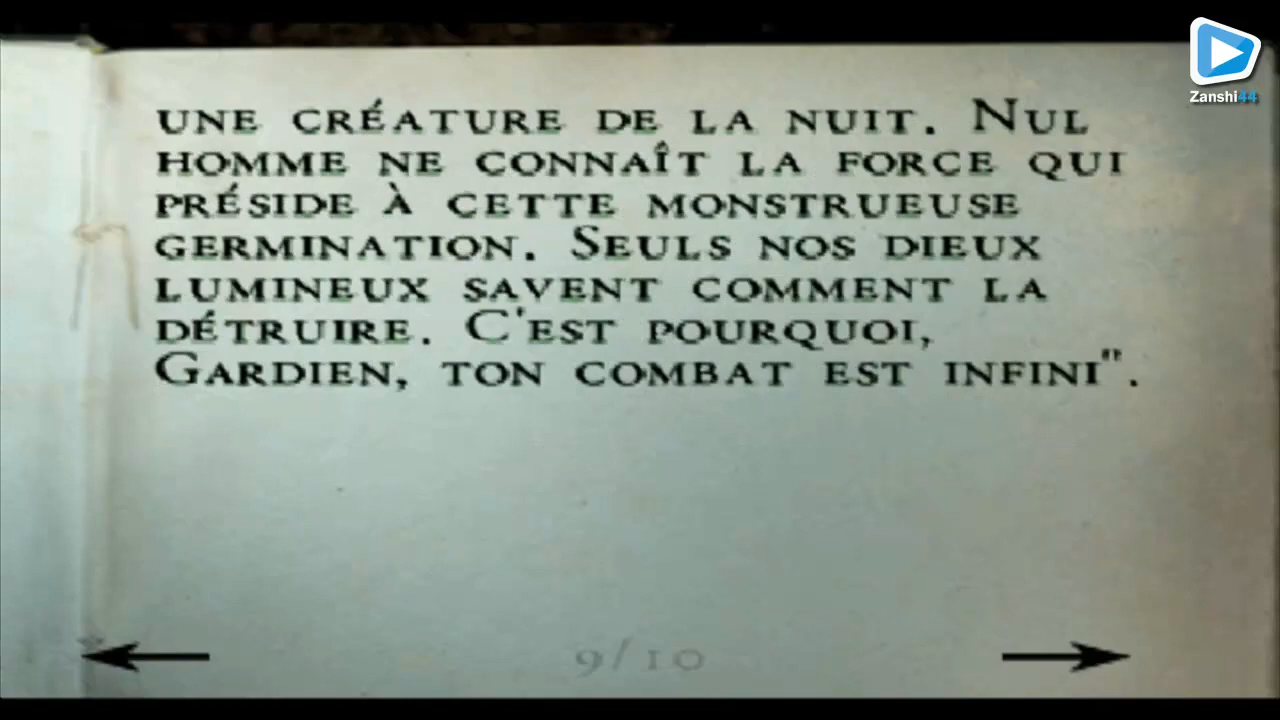 Zanshi44
UNE CRÉATURE DE LA NUIT. NUL
HOMME NE CONNAÎT LA FORCE QUI
PRÉSIDE À CETTE MONSTRUEUSE
GERMINATION. SEULS NOS DIEUX
LUMINEUX SAVENT COMMENT LA
DÉTRUIRE. C'EST POURQUOI,
GARDIEN, TON COMBAT EST INFINI".
9/10